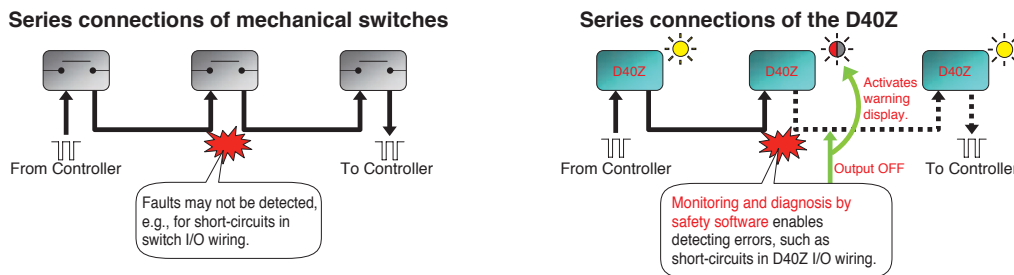 Series connections of mechanical switches
From Controller
To Controller
Faults may not be detected,
e.g., for short-circuits in
switch I/O wiring.
Series connections of the D40Z
D40Z
D40Z
D40Z
Activates
warning
display.
From Controller
Output OFF
To Controller
Monitoring and diagnosis by
safety software enables
detecting errors, such as
short-circuits in D40Z I/O wiring.